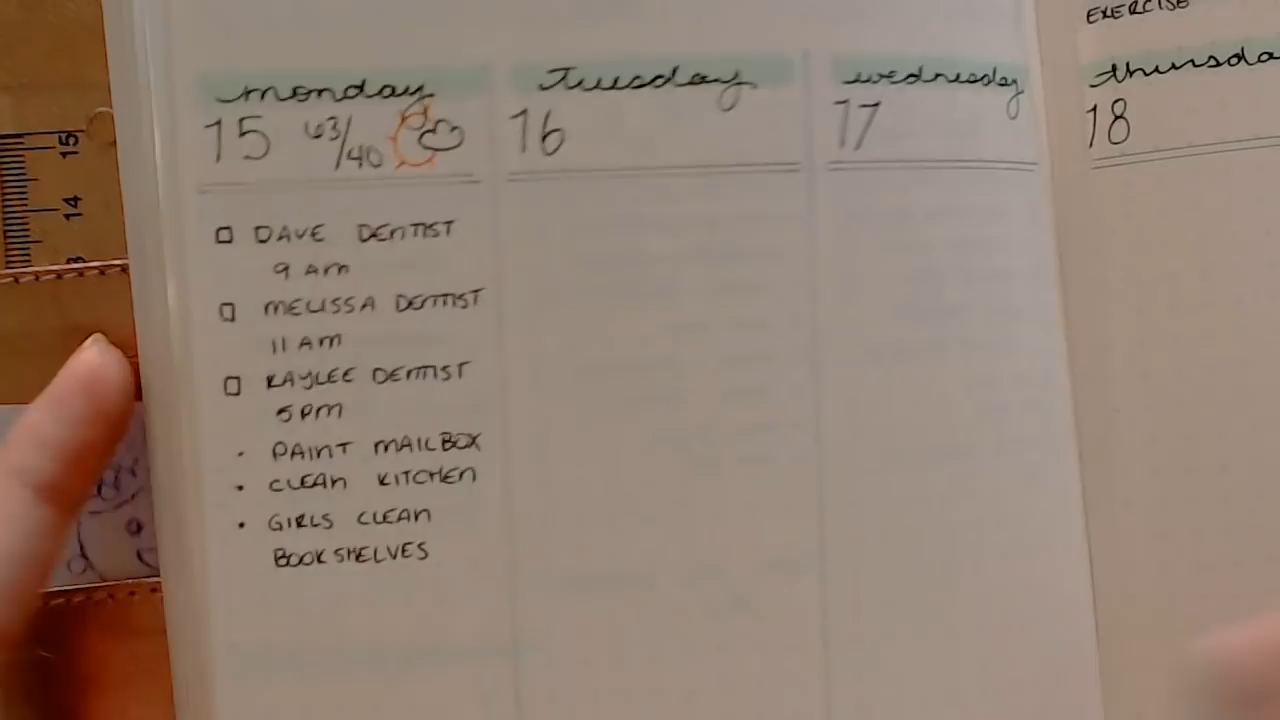 EXERCISE
monday
Tuesday
wednesday
thursda
15 63/40
16
17
18
DAVE DENTIST
9 AM
MELISSA DENTIST
11 AM
KAYLEE DENTIST
5PM
• PAINT MAILBOX
• CLEAN KITCHEN
• GIRLS CLEAN
BOOKSHELVES
15
14